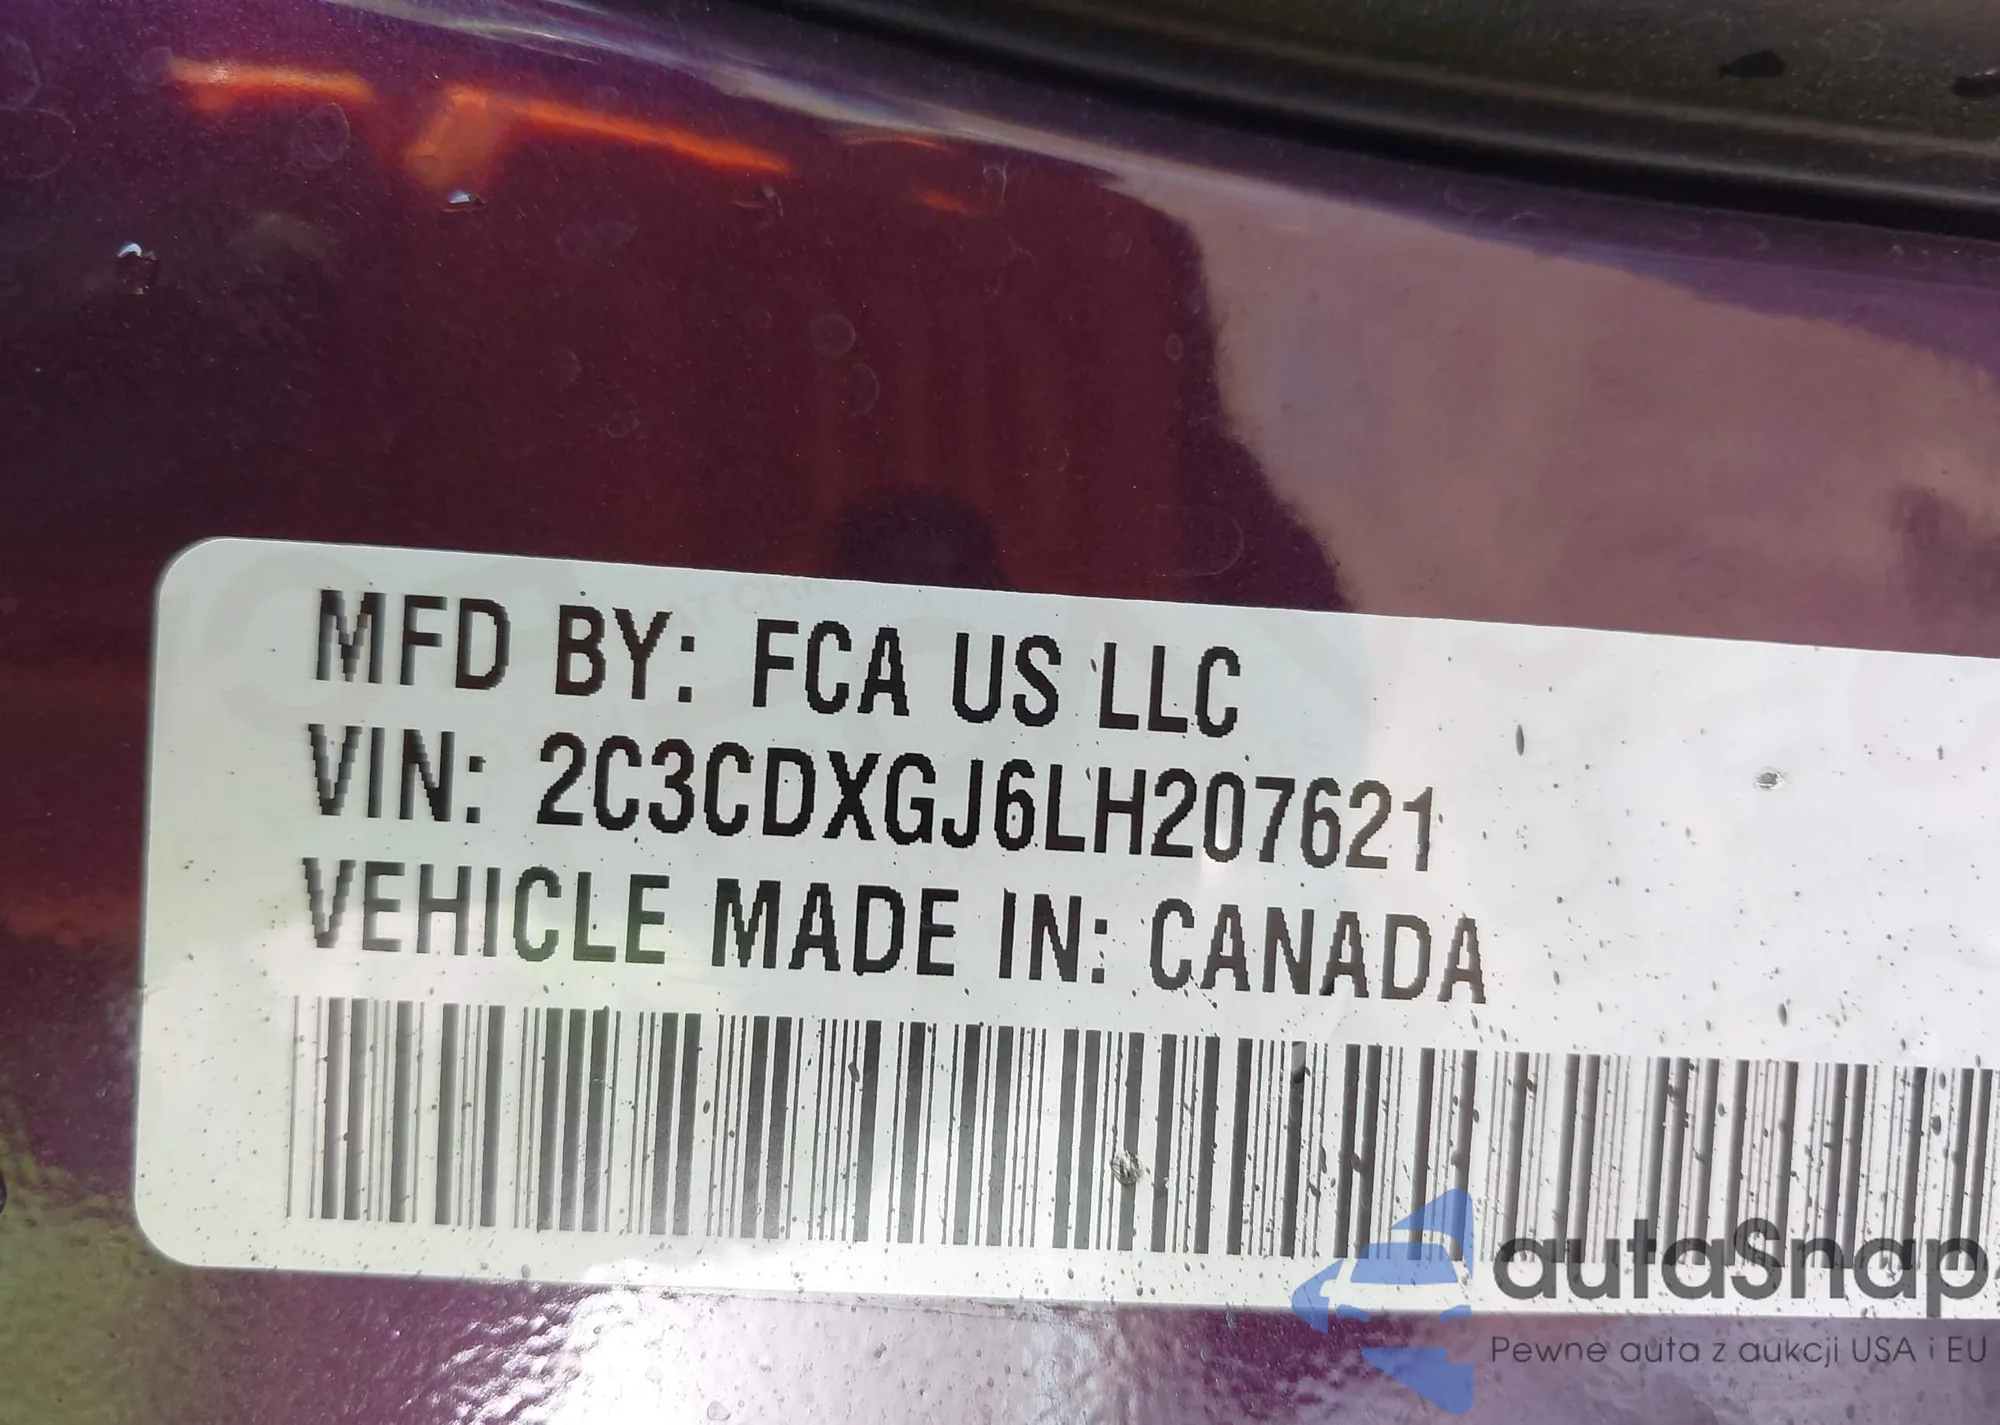 MFD BY: FCA US LLC
VIN: 2C3CDXGJ6LH207621
VEHICLE MADE IN: CANADA
autaSnap
Pewne auta z aukcji USA i EU